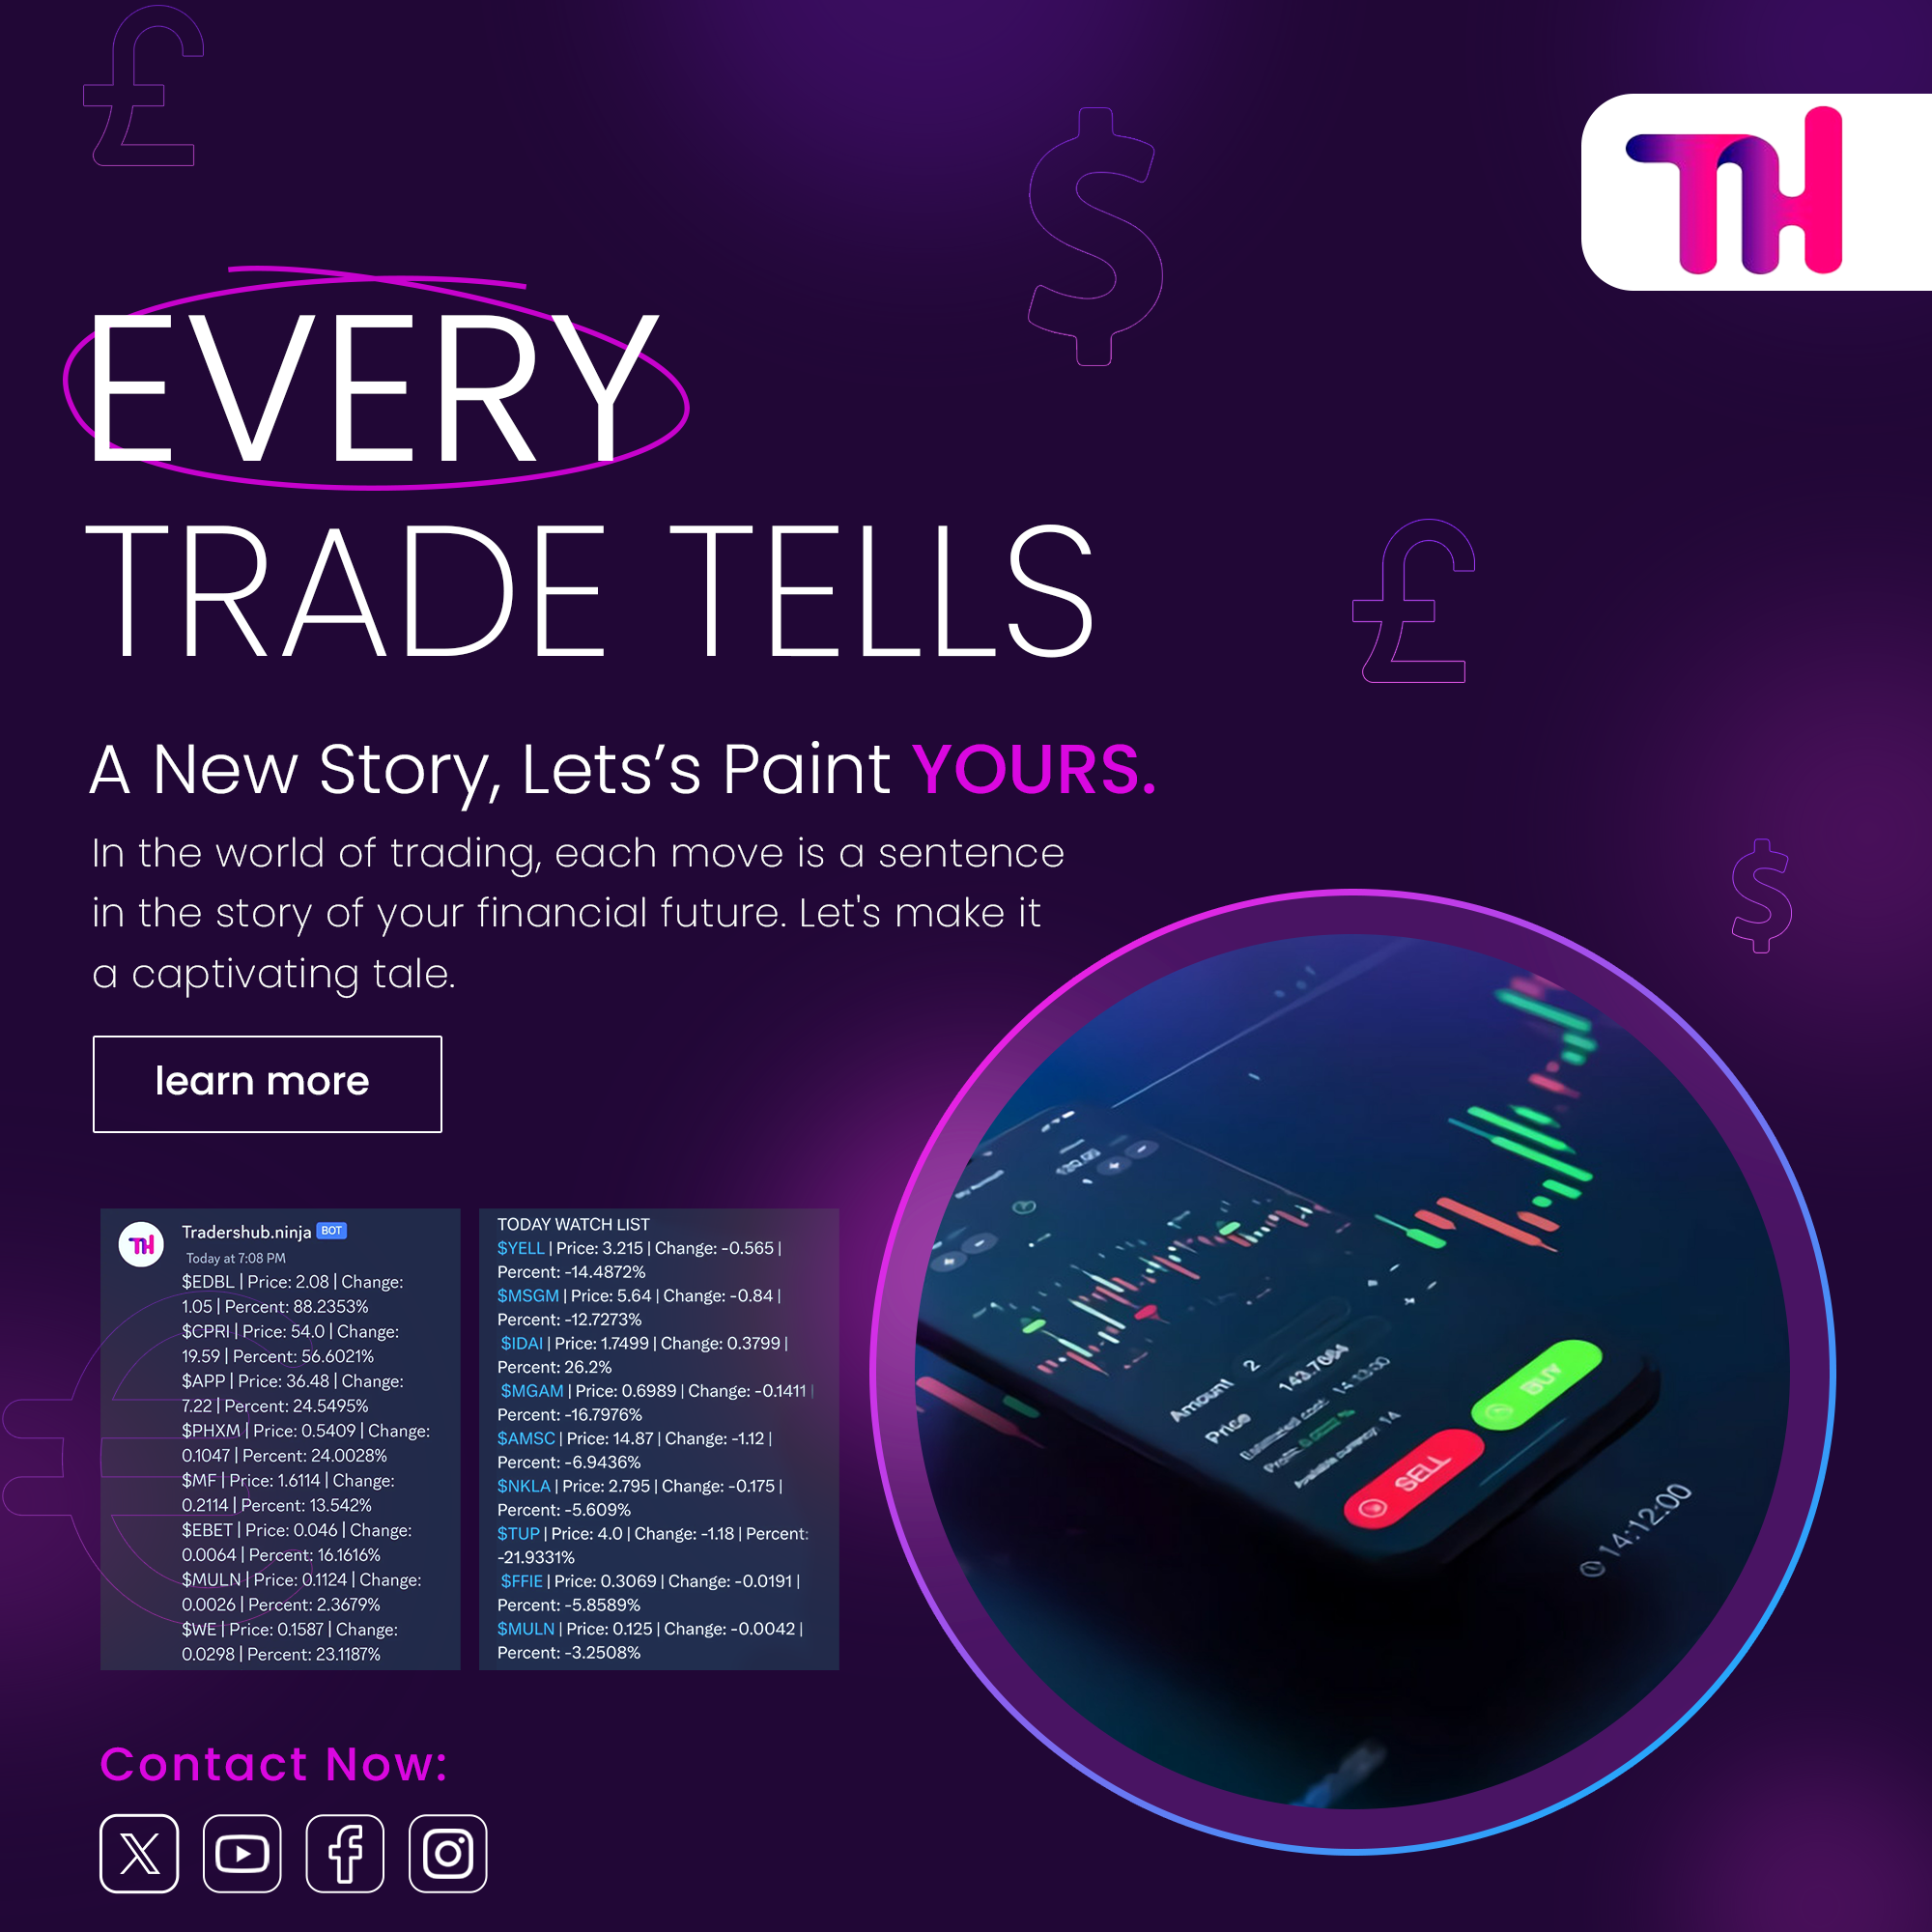 TH
EVERY
TRADE TELLS
A New Story, Lets’s Paint YOURS.
In the world of trading, each move is a sentence
in the story of your financial future. Let's make it
a captivating tale.
learn more
TH
Tradershub.ninja BOT
Today at 7:08 PM
$EDBL | Price: 2.08 | Change:
1.05 | Percent: 88.2353%
$CPRI | Price: 54.0 | Change:
19.59 | Percent: 56.6021%
$APP | Price: 36.48 | Change:
7.22 | Percent: 24.5495%
$PHXM | Price: 0.5409 | Change:
0.1047 | Percent: 24.0028%
$MF | Price: 1.6114 | Change:
0.2114 | Percent: 13.542%
$EBET | Price: 0.046 | Change:
0.0064 | Percent: 16.1616%
$MULN | Price: 0.1124 | Change:
0.0026 | Percent: 2.3679%
$WE | Price: 0.1587 | Change:
0.0298 | Percent: 23.1187%
TODAY WATCH LIST
$YELL | Price: 3.215 | Change: -0.565 |
Percent: -14.4872%
$MSGM | Price: 5.64 | Change: -0.84 |
Percent: -12.7273%
$IDAI | Price: 1.7499 | Change: 0.3799 |
Percent: 26.2%
$MGAM | Price: 0.6989 | Change: -0.1411 |
Percent: -16.7976%
$AMSC | Price: 14.87 | Change: -1.12 |
Percent: -6.9436%
$NKLA | Price: 2.795 | Change: -0.175 |
Percent: -5.609%
$TUP | Price: 4.0 | Change: -1.18 | Percent:
-21.9331%
$FFIE | Price: 0.3069 | Change: -0.0191 |
Percent: -5.8589%
$MULN | Price: 0.125 | Change: -0.0042 |
Percent: -3.2508%
Amount 2
Price 143.7664
Estimated cost: 14:13:00
Available currency: 14
BUY
SELL
14:12:00
Contact Now: